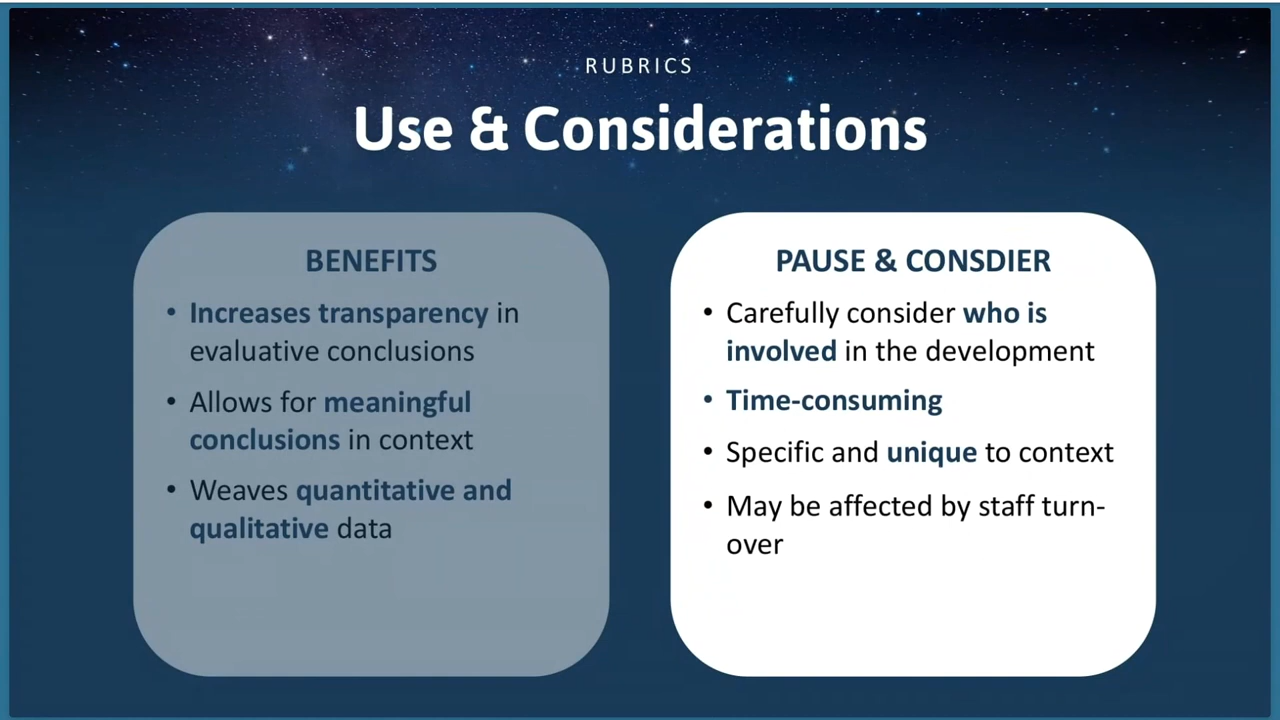 RUBRICS
Use & Considerations
BENEFITS
• Increases transparency in
evaluative conclusions
• Allows for meaningful
conclusions in context
• Weaves quantitative and
qualitative data
PAUSE & CONSDIER
• Carefully consider who is
involved in the development
• Time-consuming
• Specific and unique to context
• May be affected by staff turn-
over